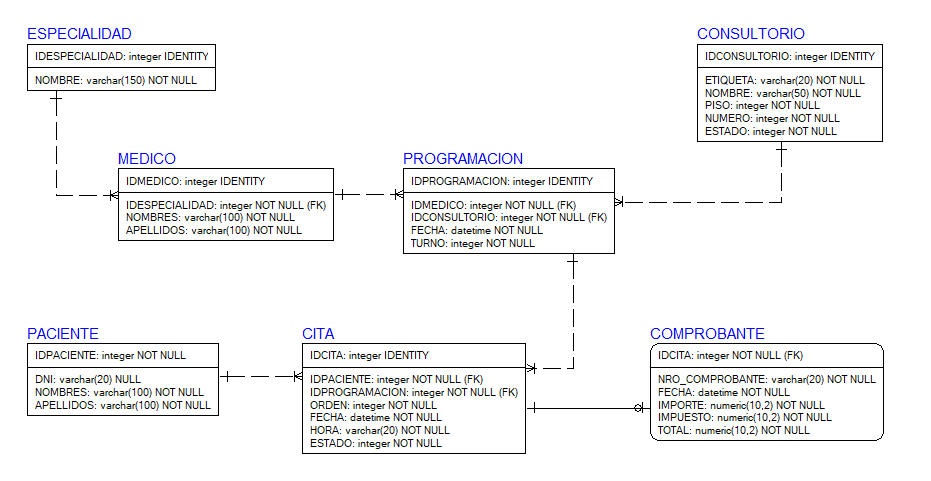 ESPECIALIDAD
IDESPECIALIDAD: integer IDENTITY
NOMBRE: varchar(150) NOT NULL
CONSULTORIO
IDCONSULTORIO: integer IDENTITY
ETIQUETA: varchar(20) NOT NULL
NOMBRE: varchar(50) NOT NULL
PISO: integer NOT NULL
NUMERO: integer NOT NULL
ESTADO: integer NOT NULL
MEDICO
IDMEDICO: integer IDENTITY
IDESPECIALIDAD: integer NOT NULL (FK)
NOMBRES: varchar(100) NOT NULL
APELLIDOS: varchar(100) NOT NULL
PROGRAMACION
IDPROGRAMACION: integer IDENTITY
IDMEDICO: integer NOT NULL (FK)
IDCONSULTORIO: integer NOT NULL (FK)
FECHA: datetime NOT NULL
TURNO: integer NOT NULL
PACIENTE
IDPACIENTE: integer NOT NULL
DNI: varchar(20) NULL
NOMBRES: varchar(100) NOT NULL
APELLIDOS: varchar(100) NOT NULL
CITA
IDCITA: integer IDENTITY
IDPACIENTE: integer NOT NULL (FK)
IDPROGRAMACION: integer NOT NULL (FK)
ORDEN: integer NOT NULL
FECHA: datetime NOT NULL
HORA: varchar(20) NOT NULL
ESTADO: integer NOT NULL
COMPROBANTE
IDCITA: integer NOT NULL (FK)
NRO_COMPROBANTE: varchar(20) NOT NULL
FECHA: datetime NOT NULL
IMPORTE: numeric(10,2) NOT NULL
IMPUESTO: numeric(10,2) NOT NULL
TOTAL: numeric(10,2) NOT NULL